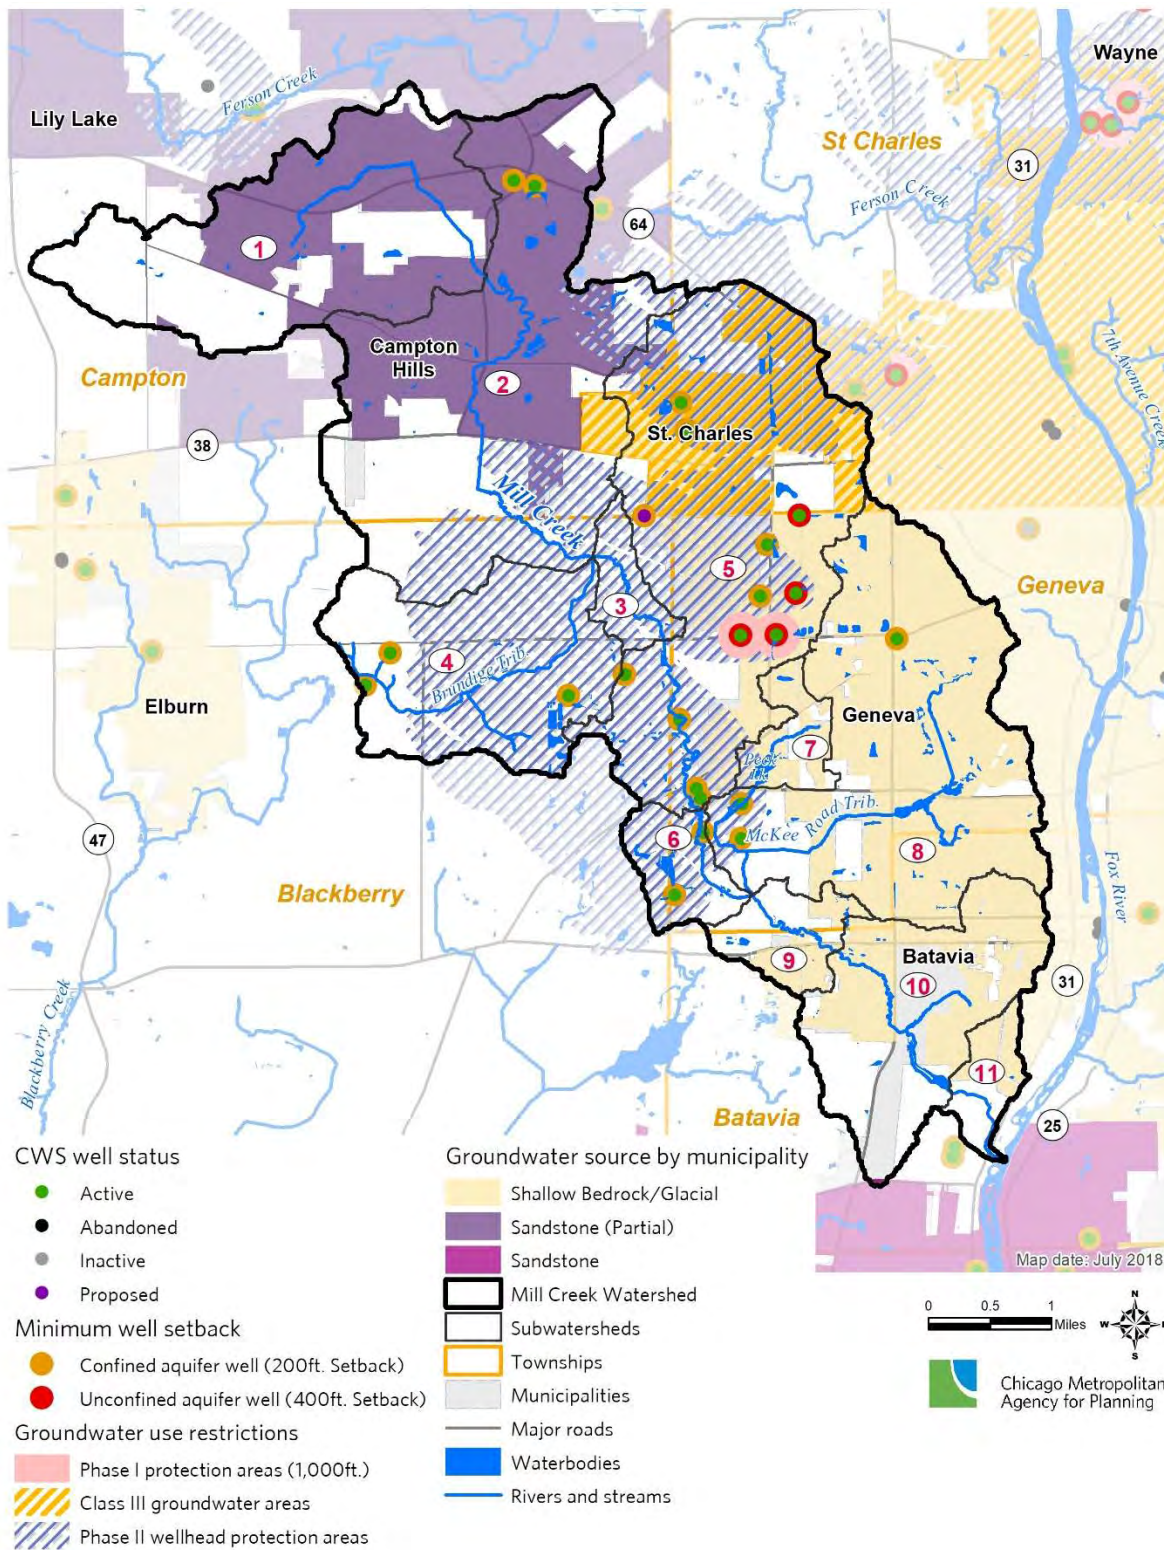 Wayne
Lily Lake
Ferson Creek
St Charles
31
Ferson Creek
64
1
7th Avenue Creek
Campton
Hills
Campton
2
38
St. Charles
Mill Creek
5
Geneva
3
4
Brundige Trib.
Elburn
Geneva
7
Peck
Trk
McKee Road Trib.
47
6
8
Blackberry
Fox River
Batavia
9
10
31
Blackberry Creek
11
Batavia
25
CWS well status
Active
Abandoned
Inactive
Proposed
Minimum well setback
Confined aquifer well (200ft. Setback)
Unconfined aquifer well (400ft. Setback)
Groundwater use restrictions
Phase I protection areas (1,000ft.)
Class III groundwater areas
Phase II wellhead protection areas
Groundwater source by municipality
Shallow Bedrock/Glacial
Sandstone (Partial)
Sandstone
Mill Creek Watershed
Subwatersheds
Townships
Municipalities
Major roads
Waterbodies
Rivers and streams
Map date: July 2018
0 0.5 1
Miles
N
W
S
Chicago Metropolitan
Agency for Planning